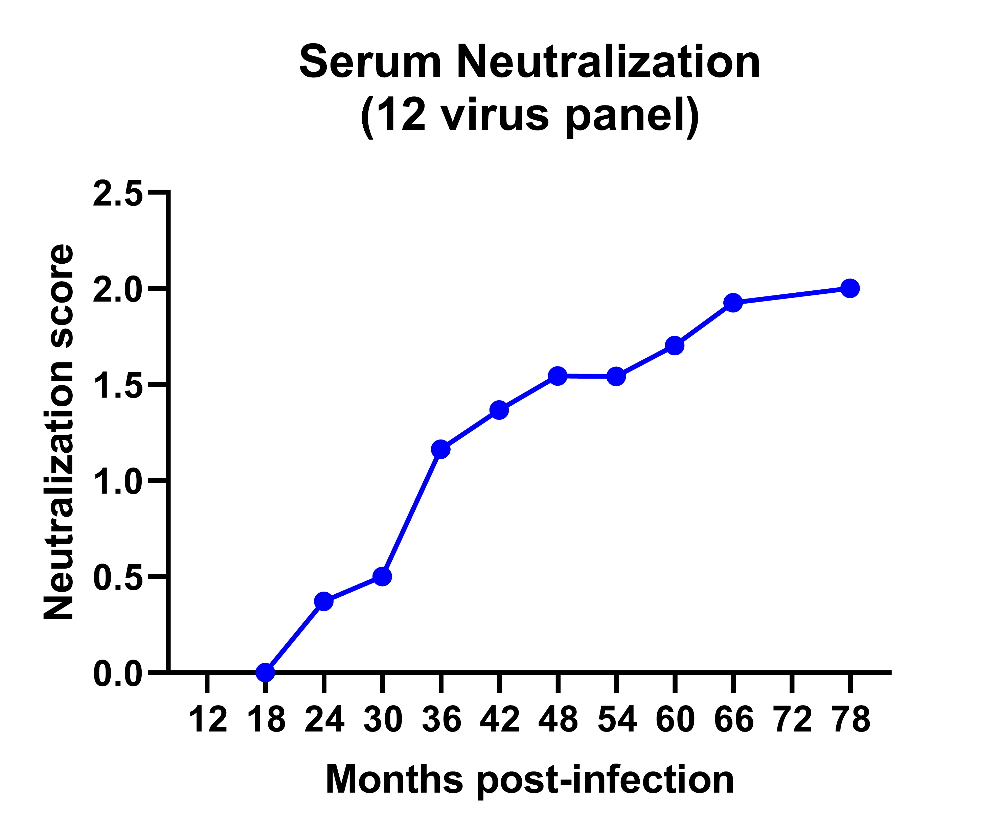 Serum Neutralization
(12 virus panel)
Neutralization score
2.5
2.0
1.5
1.0
0.5
0.0
12 18 24 30 36 42 48 54 60 66 72 78
Months post-infection